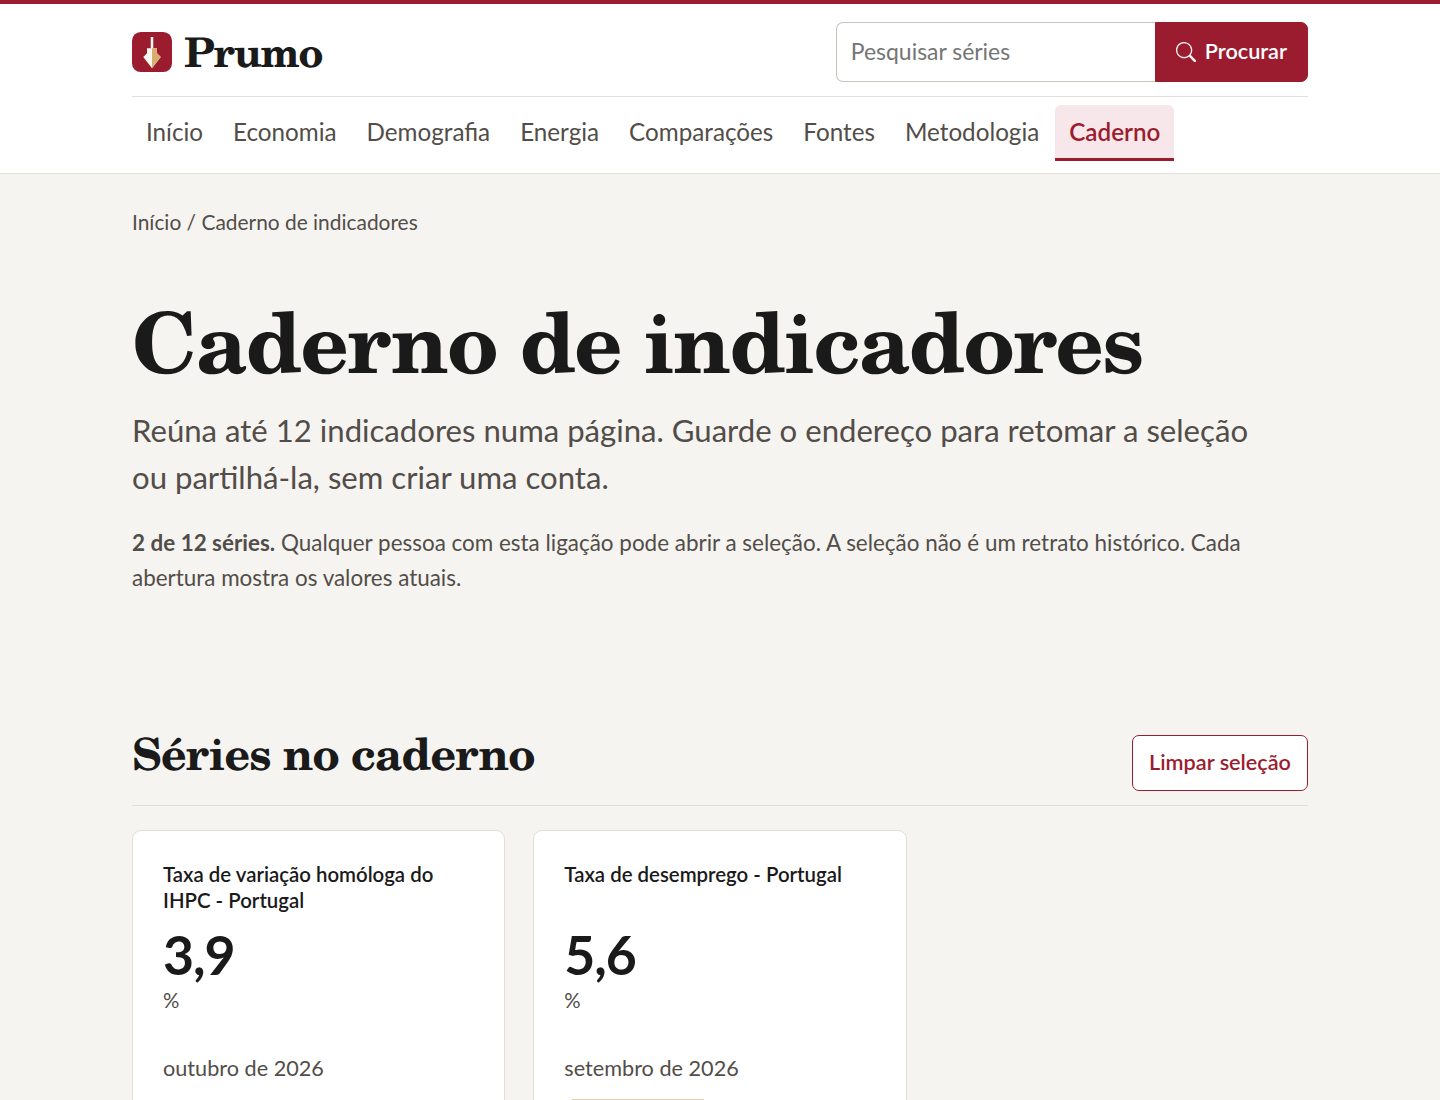 Prumo
Pesquisar séries
Procurar
Início
Economia
Demografia
Energia
Comparações
Fontes
Metodologia
Caderno
Início / Caderno de indicadores
Caderno de indicadores
Reúna até 12 indicadores numa página. Guarde o endereço para retomar a seleção
ou partilhá-la, sem criar uma conta.
2 de 12 séries. Qualquer pessoa com esta ligação pode abrir a seleção. A seleção não é um retrato histórico. Cada
abertura mostra os valores atuais.
Séries no caderno
Limpar seleção
Taxa de variação homóloga do
IHPC - Portugal
3,9
%
outubro de 2026
Taxa de desemprego - Portugal
5,6
%
setembro de 2026